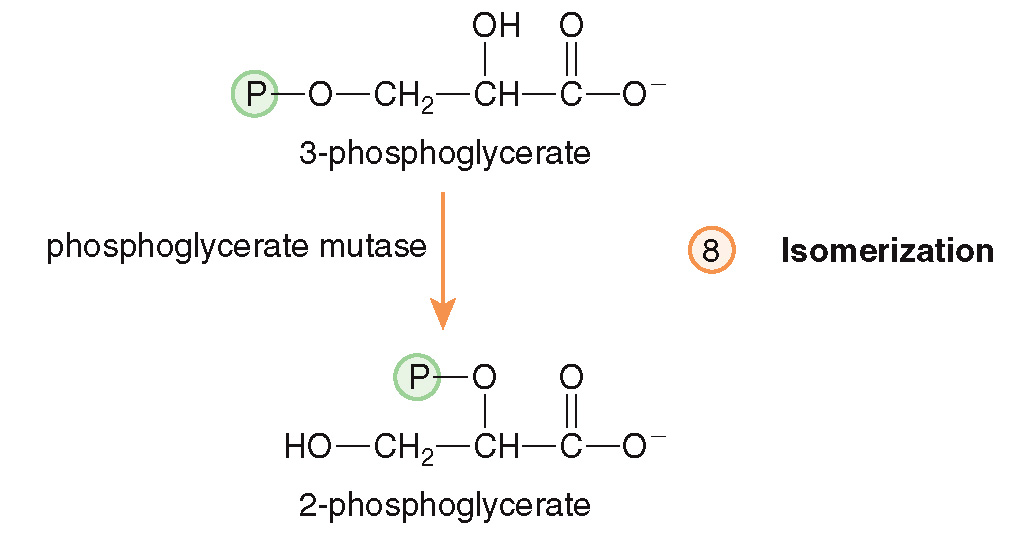 OH O
P—O—CH₂—CH—C—O⁻
3-phosphoglycerate
phosphoglycerate mutase 8 Isomerization
P—O O
HO—CH₂—CH—C—O⁻
2-phosphoglycerate